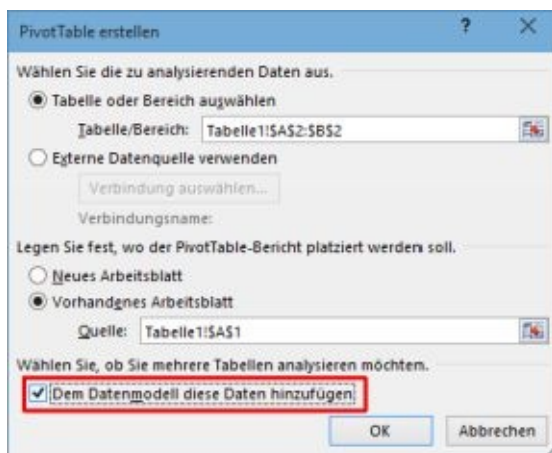 PivotTable erstellen ? ×
Wählen Sie die zu analysierenden Daten aus.
Tabelle oder Bereich auswählen
Tabelle/Bereich: Tabelle1!$A$2:$B$2
Externe Datenquelle verwenden
Verbindung auswählen...
Verbindungsname:
Legen Sie fest, wo der PivotTable-Bericht platziert werden soll.
Neues Arbeitsblatt
Vorhandenes Arbeitsblatt
Quelle: Tabelle1!$A$1
Wählen Sie, ob Sie mehrere Tabellen analysieren möchten.
Dem Datenmodell diese Daten hinzufügen
OK Abbrechen